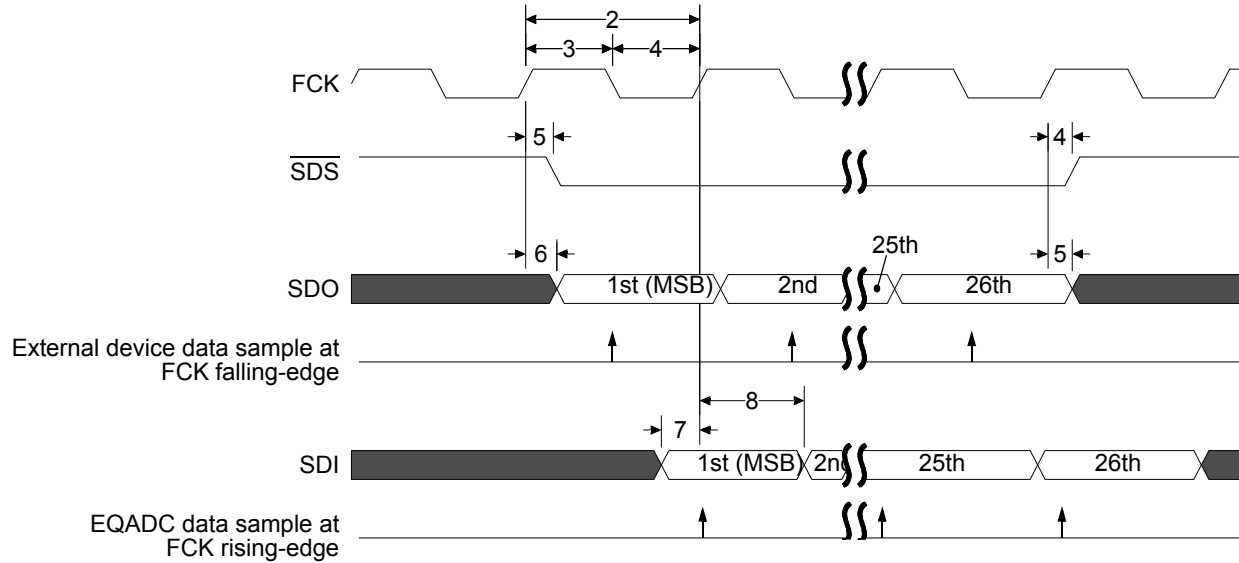 2
3 4
FCK
5 4
SDS
25th
6 5
SDO 1st (MSB) 2nd 26th
External device data sample at
FCK falling-edge
8
7
SDI 1st (MSB) 2nd 25th 26th
EQADC data sample at
FCK rising-edge